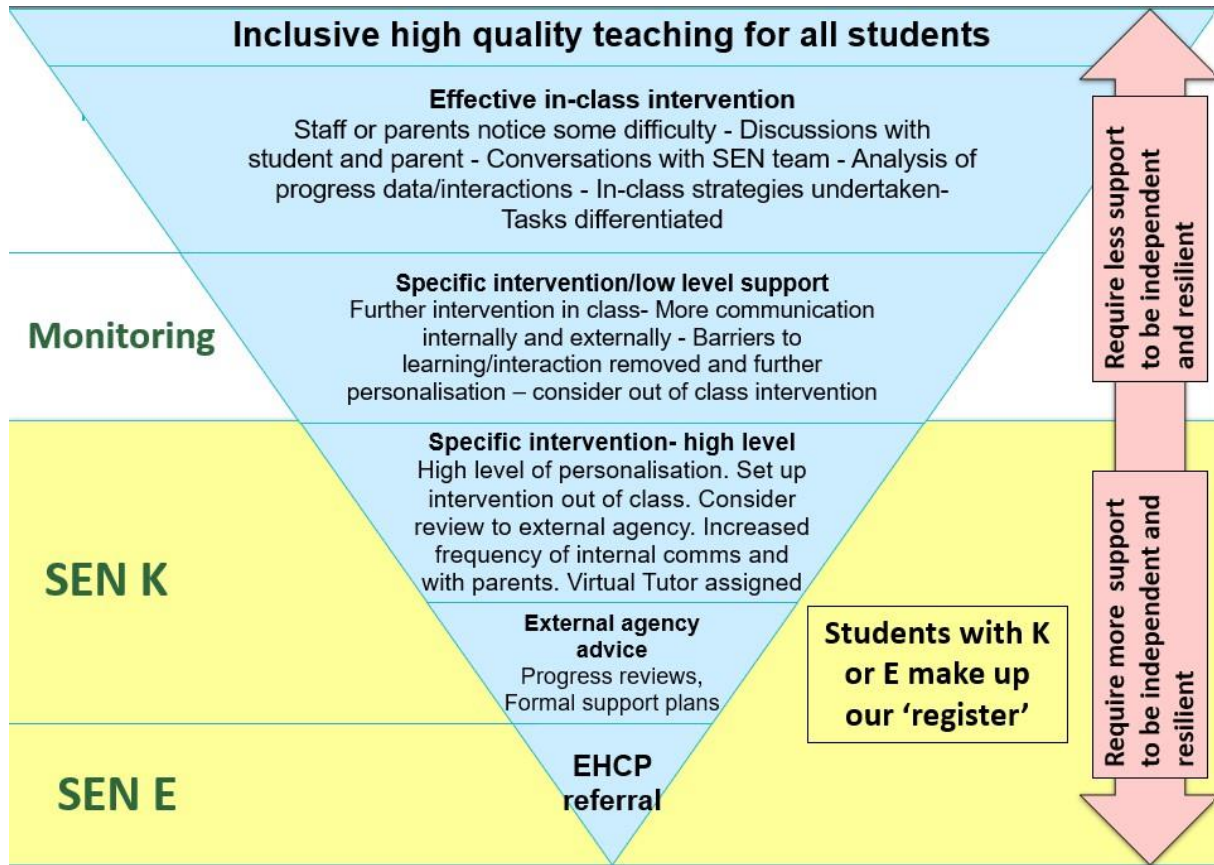 Inclusive high quality teaching for all students
Effective in-class intervention
Staff or parents notice some difficulty - Discussions with
student and parent - Conversations with SEN team - Analysis of
progress data/interactions - In-class strategies undertaken-
Tasks differentiated
Monitoring
Specific intervention/low level support
Further intervention in class- More communication
internally and externally - Barriers to
learning/interaction removed and further
personalisation – consider out of class intervention
SEN K
Specific intervention- high level
High level of personalisation. Set up
intervention out of class. Consider
review to external agency. Increased
frequency of internal comms and
with parents. Virtual Tutor assigned
External agency
advice
Progress reviews,
Formal support plans
SEN E
EHCP
referral
Students with K
or E make up
our ‘register’
Require less support
to be independent
and resilient
Require more support
to be independent and
resilient